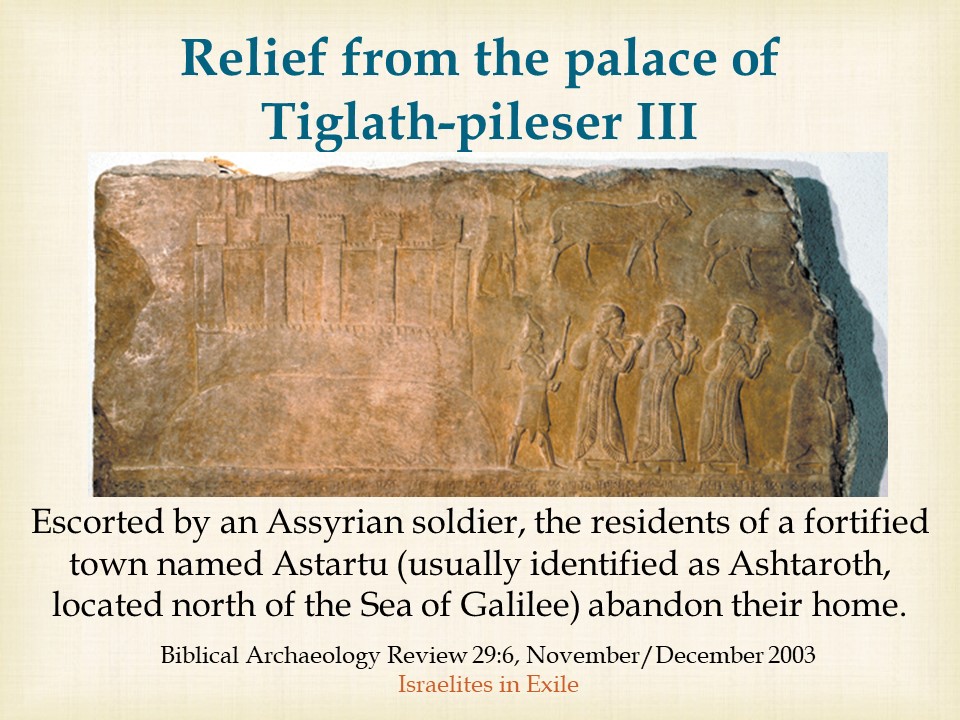 Relief from the palace of
Tiglath-pileser III
Escorted by an Assyrian soldier, the residents of a fortified
town named Astartu (usually identified as Ashtaroth,
located north of the Sea of Galilee) abandon their home.
Biblical Archaeology Review 29:6, November/December 2003
Israelites in Exile